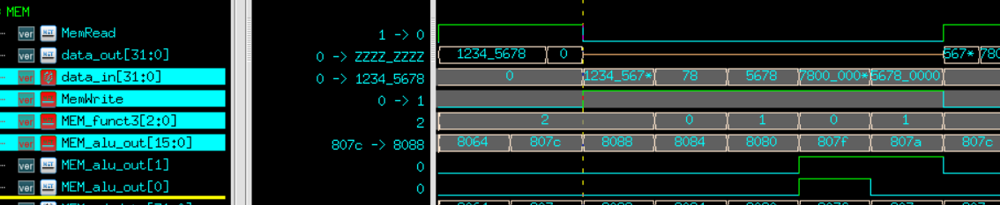 MEM
ver MemRead 1 -> 0
ver data_out[31:0] 0 -> ZZZZ_ZZZZ 1234_5678 0 567* 780
ver data_in[31:0] 0 -> 1234_5678 0 1234_567* 78 5678 7800_000* 5678_0000
ver MemWrite 0 -> 1
ver MEM_funct3[2:0] 2 2 0 1 0 1
ver MEM_alu_out[15:0] 807c -> 8088 8064 807c 8088 8084 8080 807f 807a 807c
ver MEM_alu_out[1] 0
ver MEM_alu_out[0] 0